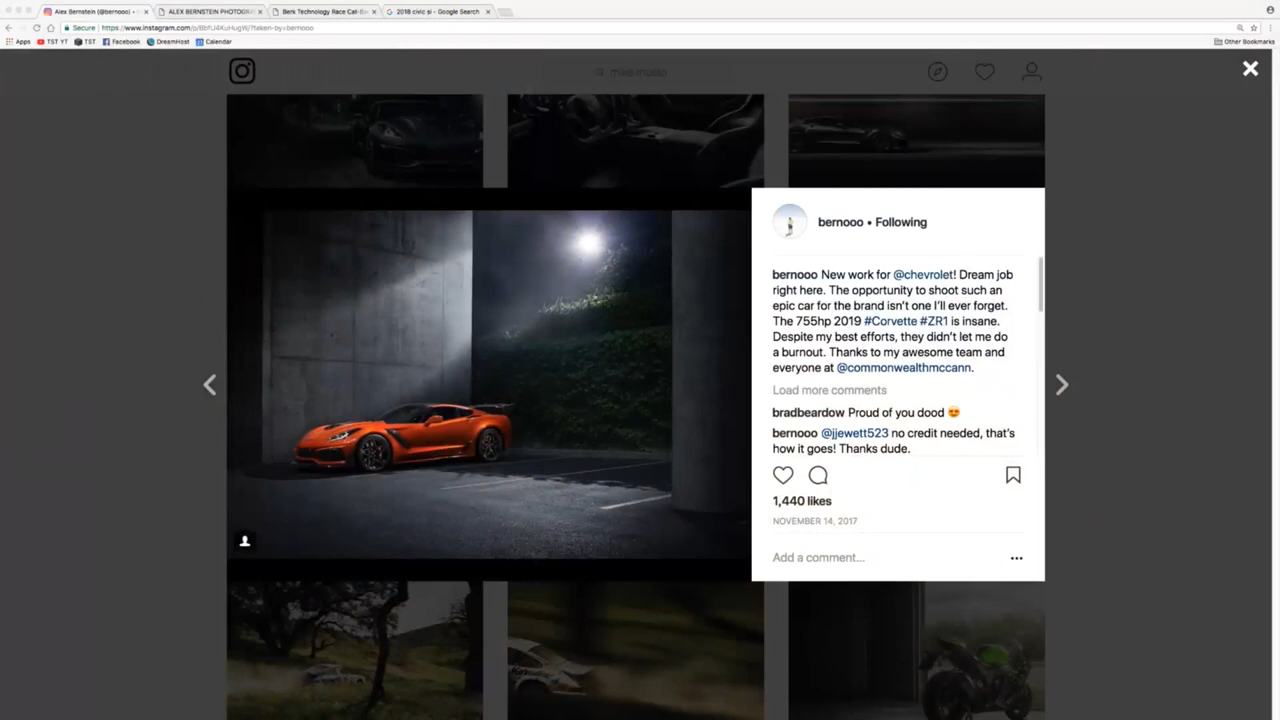 Alex Bernstein (@bernooo) •
ALEX BERNSTEIN PHOTOGR
Berk Technology Race Cat-B
2018 civic si - Google Search
Secure
https://www.instagram.com/p/BbfU4KuHugW/?taken-by=bernooo
Apps
TST YT
TST
Facebook
DreamHost
Calendar
Other Bookmarks
mike musto
bernooo • Following
bernooo New work for @chevrolet! Dream job
right here. The opportunity to shoot such an
epic car for the brand isn't one I'll ever forget.
The 755hp 2019 #Corvette #ZR1 is insane.
Despite my best efforts, they didn't let me do
a burnout. Thanks to my awesome team and
everyone at @commonwealthmccann.
Load more comments
bradbeardow Proud of you dood 😍
bernooo @jjewett523 no credit needed, that's
how it goes! Thanks dude.
1,440 likes
NOVEMBER 14, 2017
Add a comment...